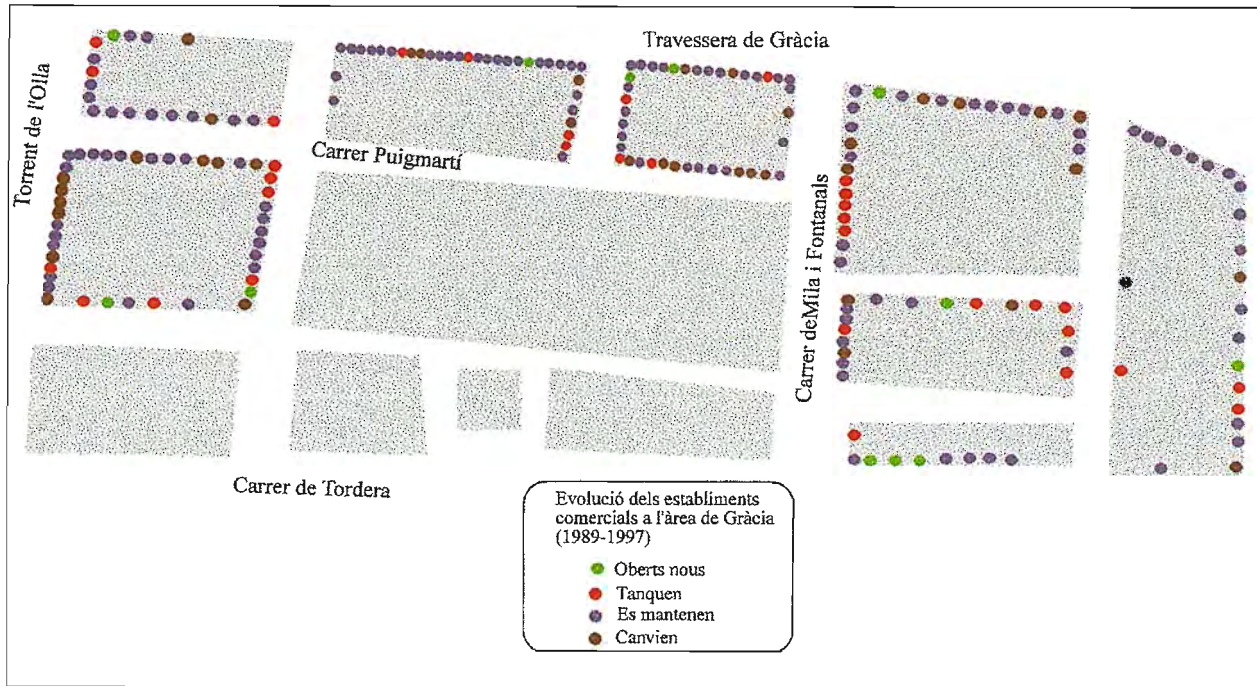 Travessera de Gràcia
Torrent de l'Olla
Carrer Puigmartí
Carrer deMila i Fontanals
Carrer de Tordera
Evolució dels establiments
comercials a l'àrea de Gràcia
(1989-1997)
Oberts nous
Tanquen
Es mantenen
Canvien